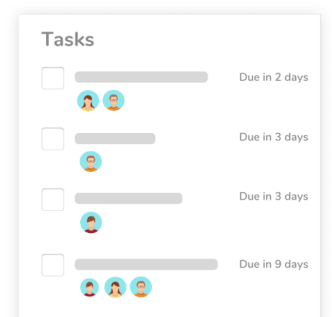 Tasks
Due in 2 days
Due in 3 days
Due in 3 days
Due in 9 days